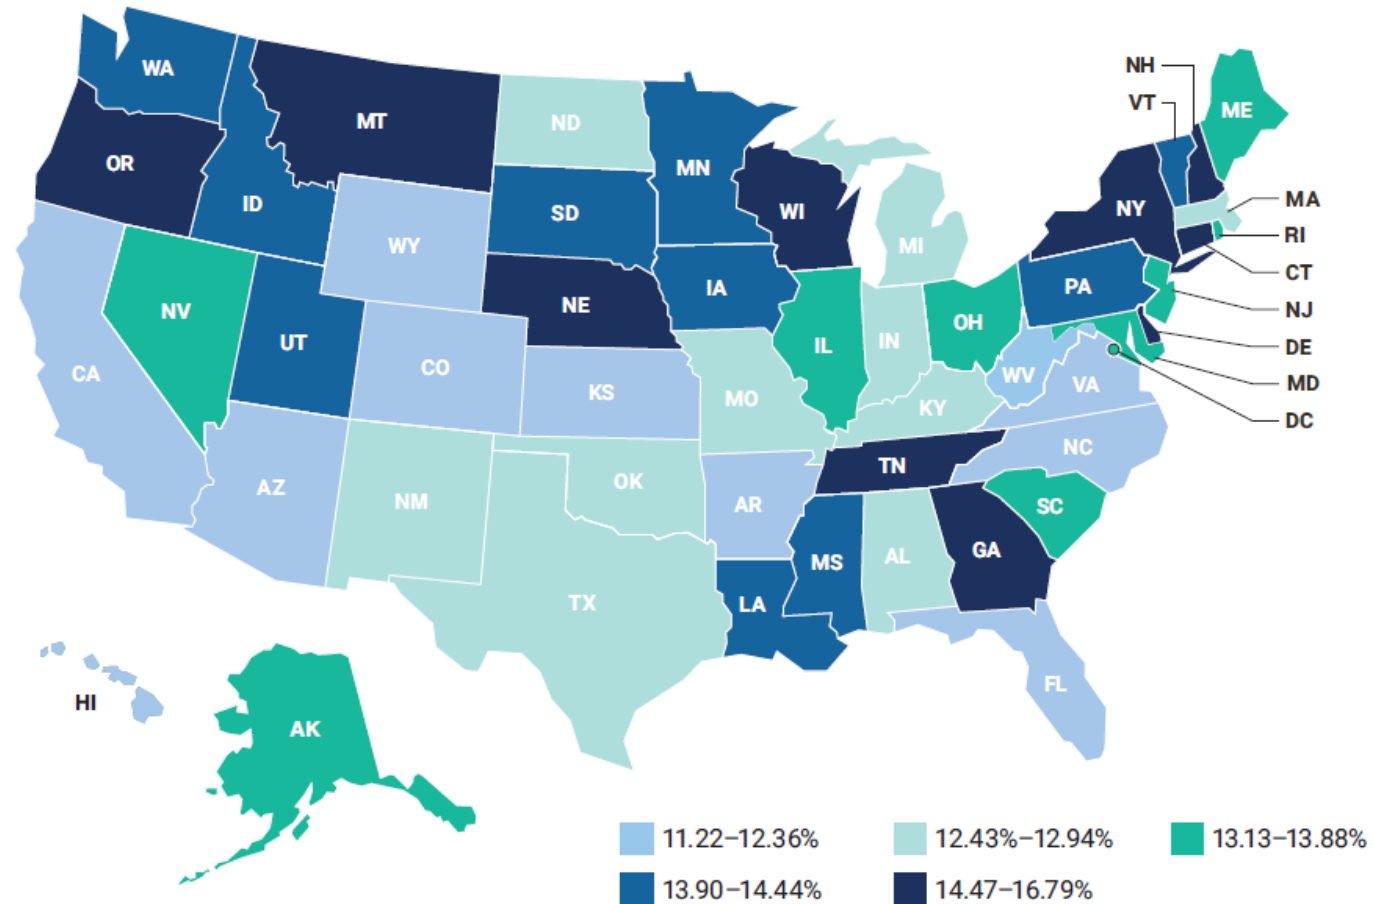 WA
MT
ND
MN
OR
ID
SD
WI
MI
WY
NE
IA
NV
UT
CO
CA
KS
MO
IL
IN
OH
PA
NY
NH
VT
ME
MA
RI
CT
NJ
DE
MD
DC
WV
VA
KY
NC
TN
AZ
NM
OK
AR
SC
MS
AL
GA
TX
LA
FL
HI
AK
11.22–12.36%
12.43%–12.94%
13.13–13.88%
13.90–14.44%
14.47–16.79%